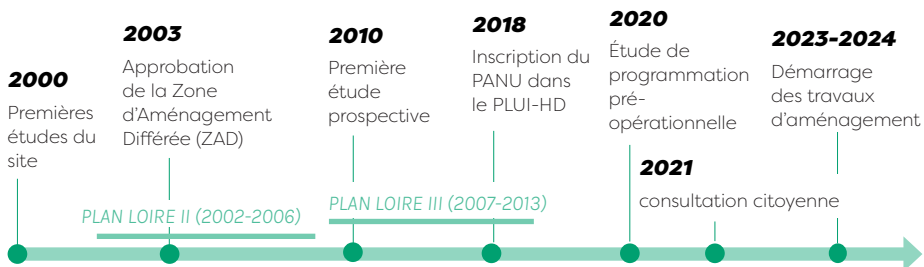 2000
Premières
études du
site
2003
Approbation
de la Zone
d'Aménagement
Différée (ZAD)
PLAN LOIRE II (2002-2006)
2010
Première
étude
prospective
PLAN LOIRE III (2007-2013)
2018
Inscription du
PANU dans
le PLUI-HD
2020
Étude de
programmation
pré-
opérationnelle
2021
consultation citoyenne
2023-2024
Démarrage
des travaux
d'aménagement